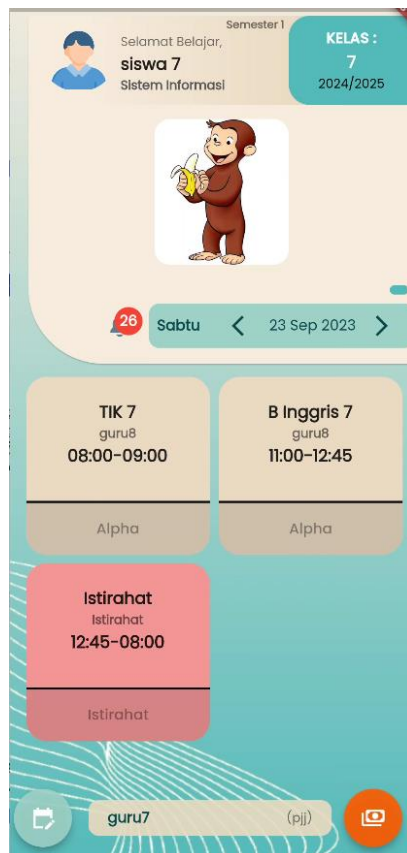 Semester 1
Selamat Belajar,
siswa 7
Sistem Informasi
KELAS :
7
2024/2025
26
Sabtu
23 Sep 2023
TIK 7
guru8
08:00-09:00
Alpha
B Inggris 7
guru8
11:00-12:45
Alpha
Istirahat
Istirahat
12:45-08:00
Istirahat
guru7
(pjj)